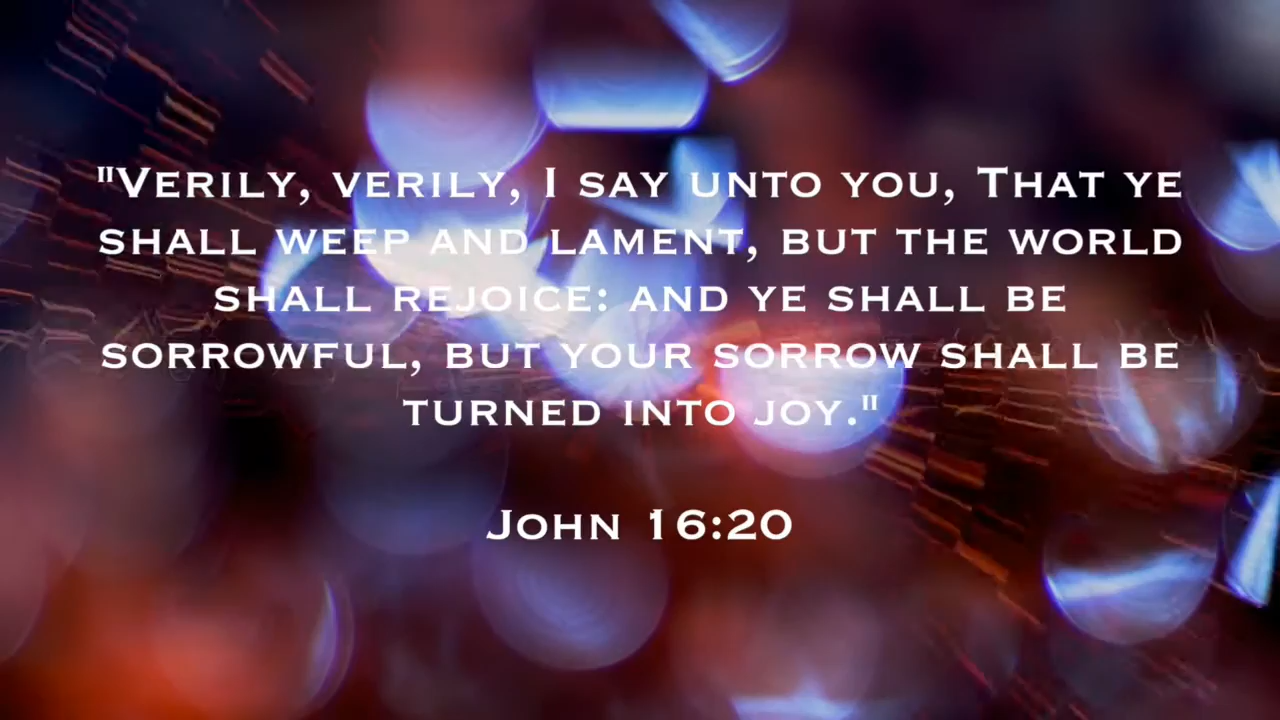 "Verily, verily, I say unto you, That ye
shall weep and lament, but the world
shall rejoice: and ye shall be
sorrowful, but your sorrow shall be
turned into joy."
John 16:20